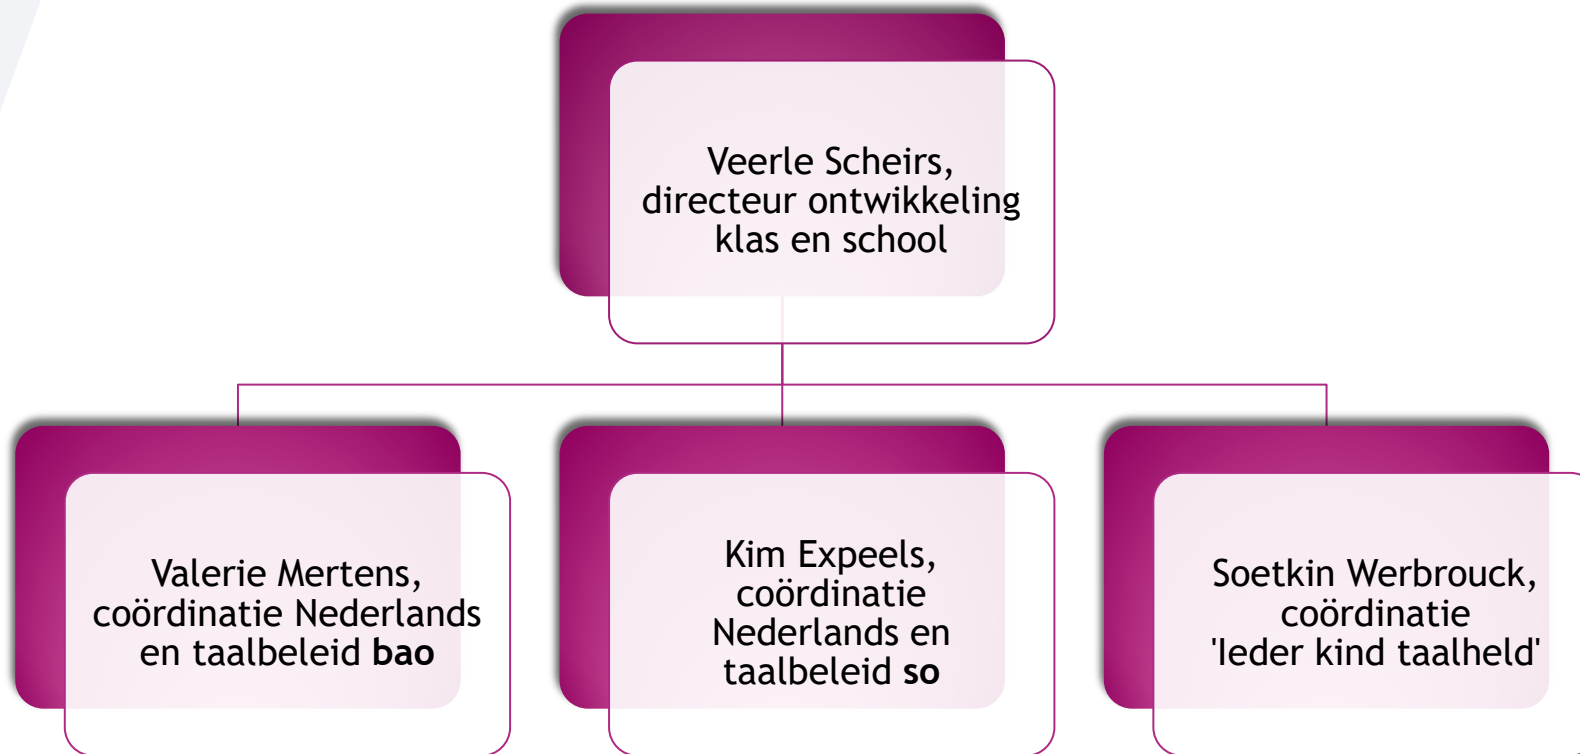 Veerle Scheirs,
directeur ontwikkeling
klas en school
Valerie Mertens,
coördinatie Nederlands
en taalbeleid bao
Kim Expeels,
coördinatie
Nederlands en
taalbeleid so
Soetkin Werbrouck,
coördinatie
'Ieder kind taalheld'